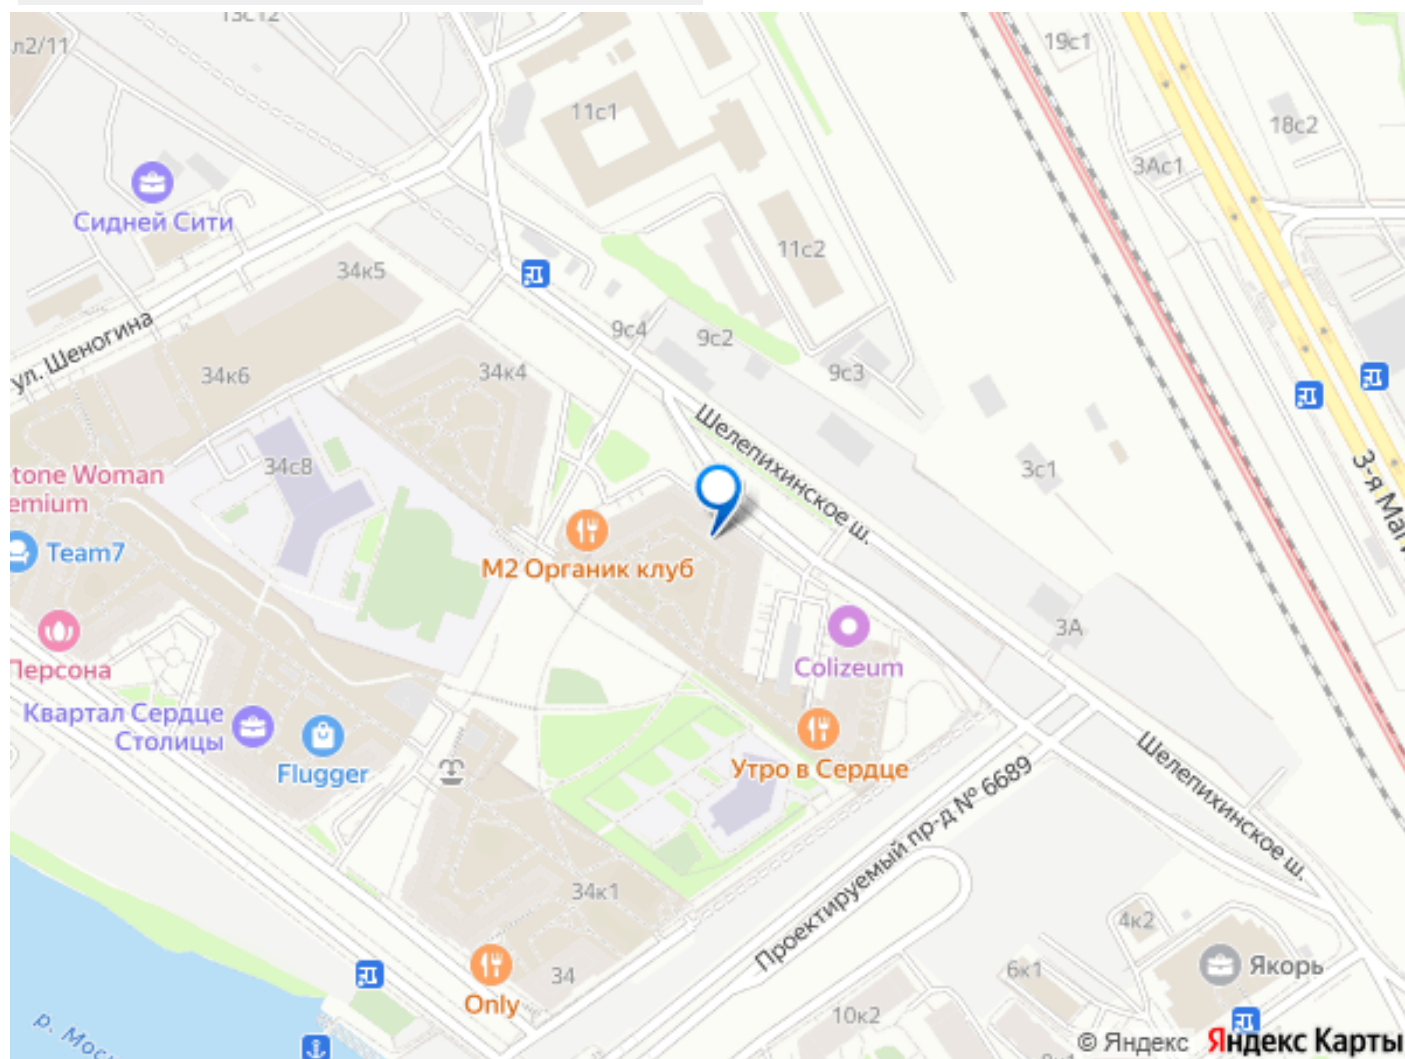 13с12
л2/11
19с1
11с1
18с2
3Ас1
Сидней Сити
11с2
34к5
9с4
9с2
ул. Шеногина
34к6
34к4
9с3
Шелепихинское ш.
tone Woman
emium
34с8
3с1
3-я Маг
Team7
М2 Органик клуб
3А
Персона
Colizeum
Квартал Сердце
Столицы
Flugger
Утро в Сердце
Шелепихинское ш.
Проектируемый пр-д № 6689
34к1
4к2
Only
34
6к1
Якорь
10к2
р. Мос
© Яндекс Яндекс Карты